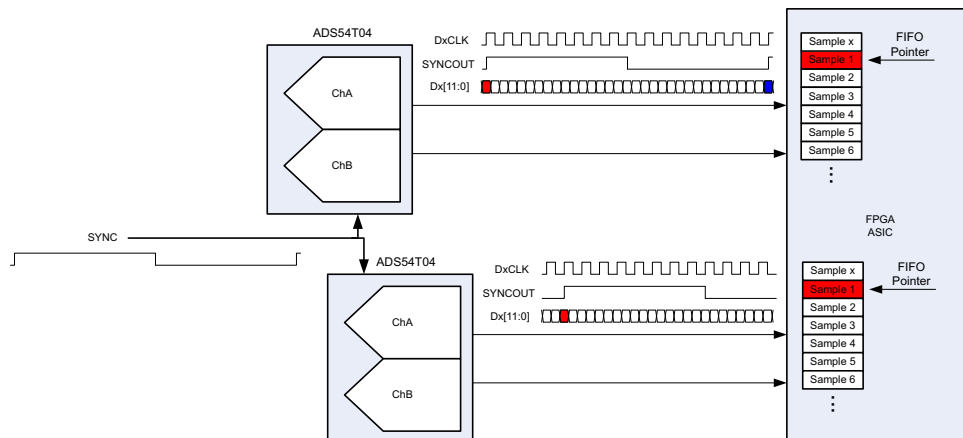 ADS54T04
ChA
ChB
DxCLK
SYNCOUT
Dx[11:0]
Sample x
Sample 1
Sample 2
Sample 3
Sample 4
Sample 5
Sample 6
FIFO
Pointer
SYNC
FPGA
ASIC
ADS54T04
ChA
ChB
DxCLK
SYNCOUT
Dx[11:0]
Sample x
Sample 1
Sample 2
Sample 3
Sample 4
Sample 5
Sample 6
FIFO
Pointer